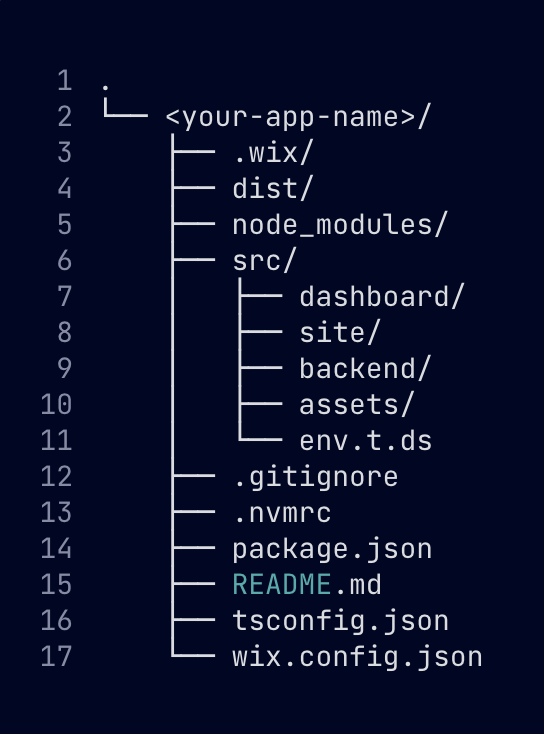 1 .
2 └── <your-app-name>/
3     ├── .wix/
4     ├── dist/
5     ├── node_modules/
6     ├── src/
7     │   ├── dashboard/
8     │   ├── site/
9     │   ├── backend/
10     │   ├── assets/
11     │   └── env.t.ds
12     ├── .gitignore
13     ├── .nvmrc
14     ├── package.json
15     ├── README.md
16     ├── tsconfig.json
17     └── wix.config.json